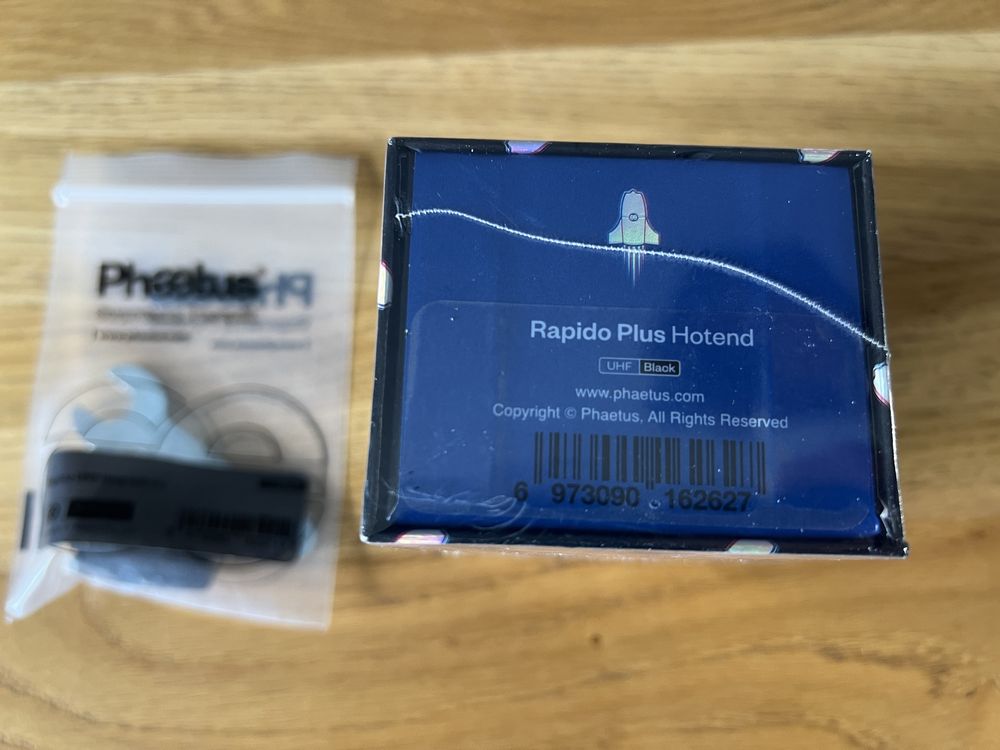 Phaetus
Rapido Plus Hotend
UHF Black
www.phaetus.com
Copyright © Phaetus, All Rights Reserved
6 973090 162627